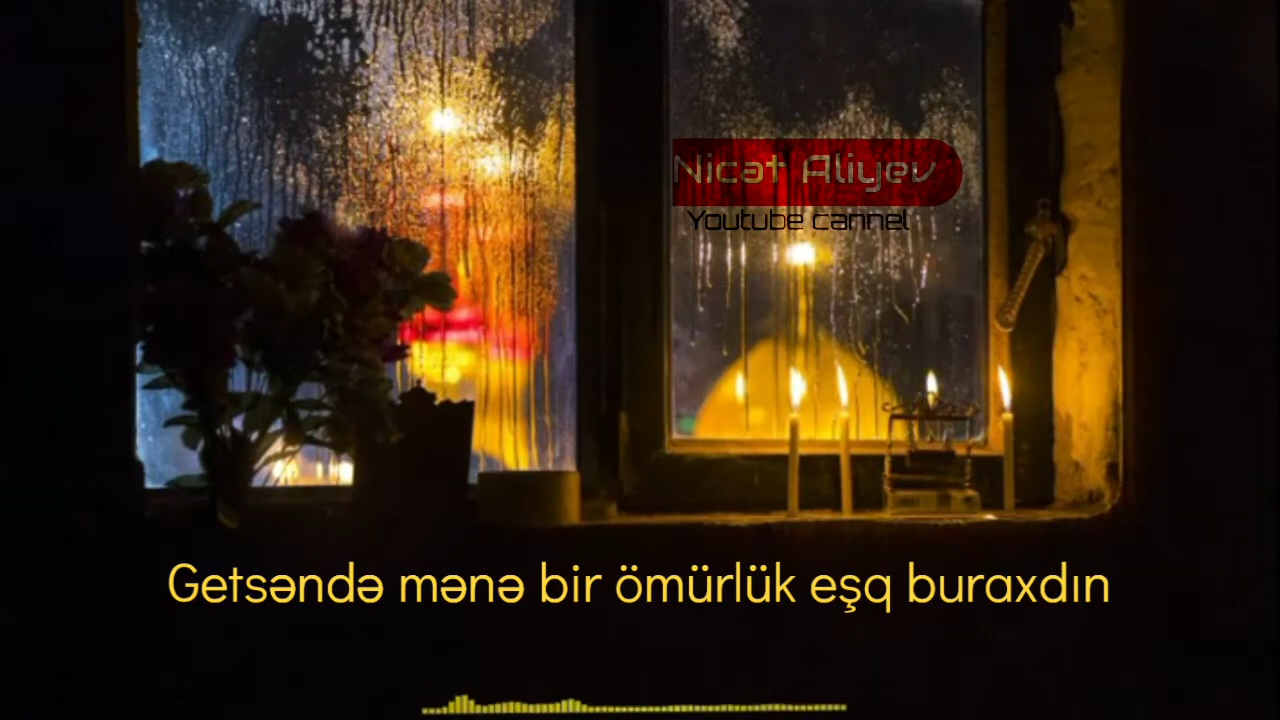 Nicat Aliyev
Youtube cannel
Getsəndə mənə bir ömürlük eşq buraxdın